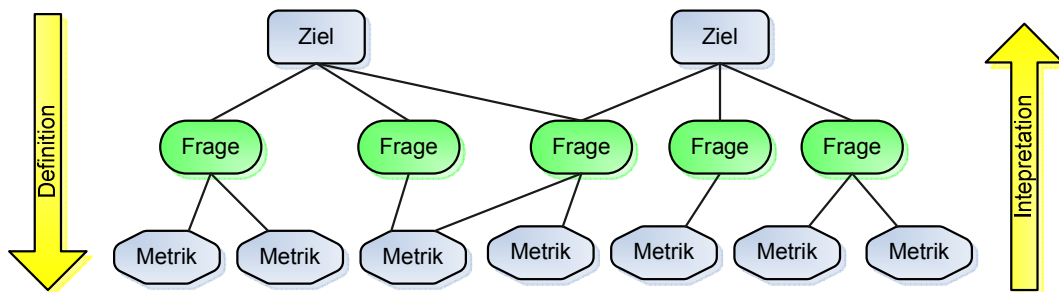 Ziel
Ziel
Definition
Intepretation
Frage
Frage
Frage
Frage
Frage
Metrik
Metrik
Metrik
Metrik
Metrik
Metrik
Metrik